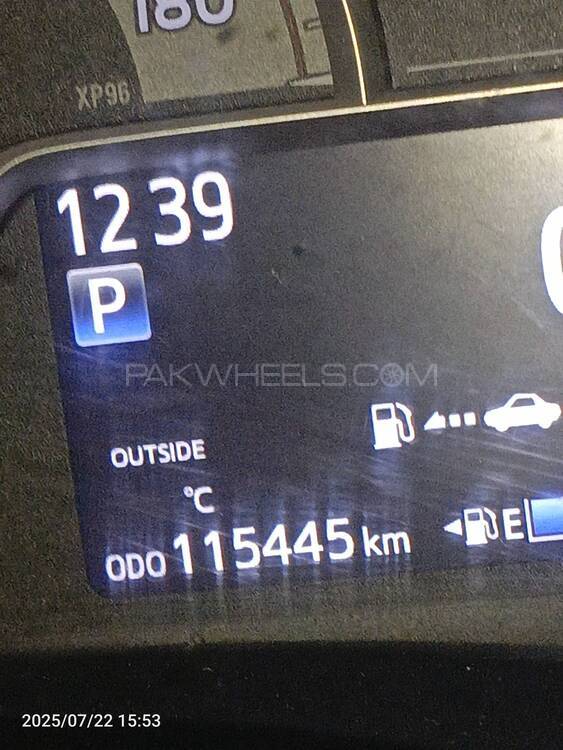 180
XP96
12 39
P
PAKWHEELS.COM
OUTSIDE
°C
ODO 115445 km
E
2025/07/22 15:53